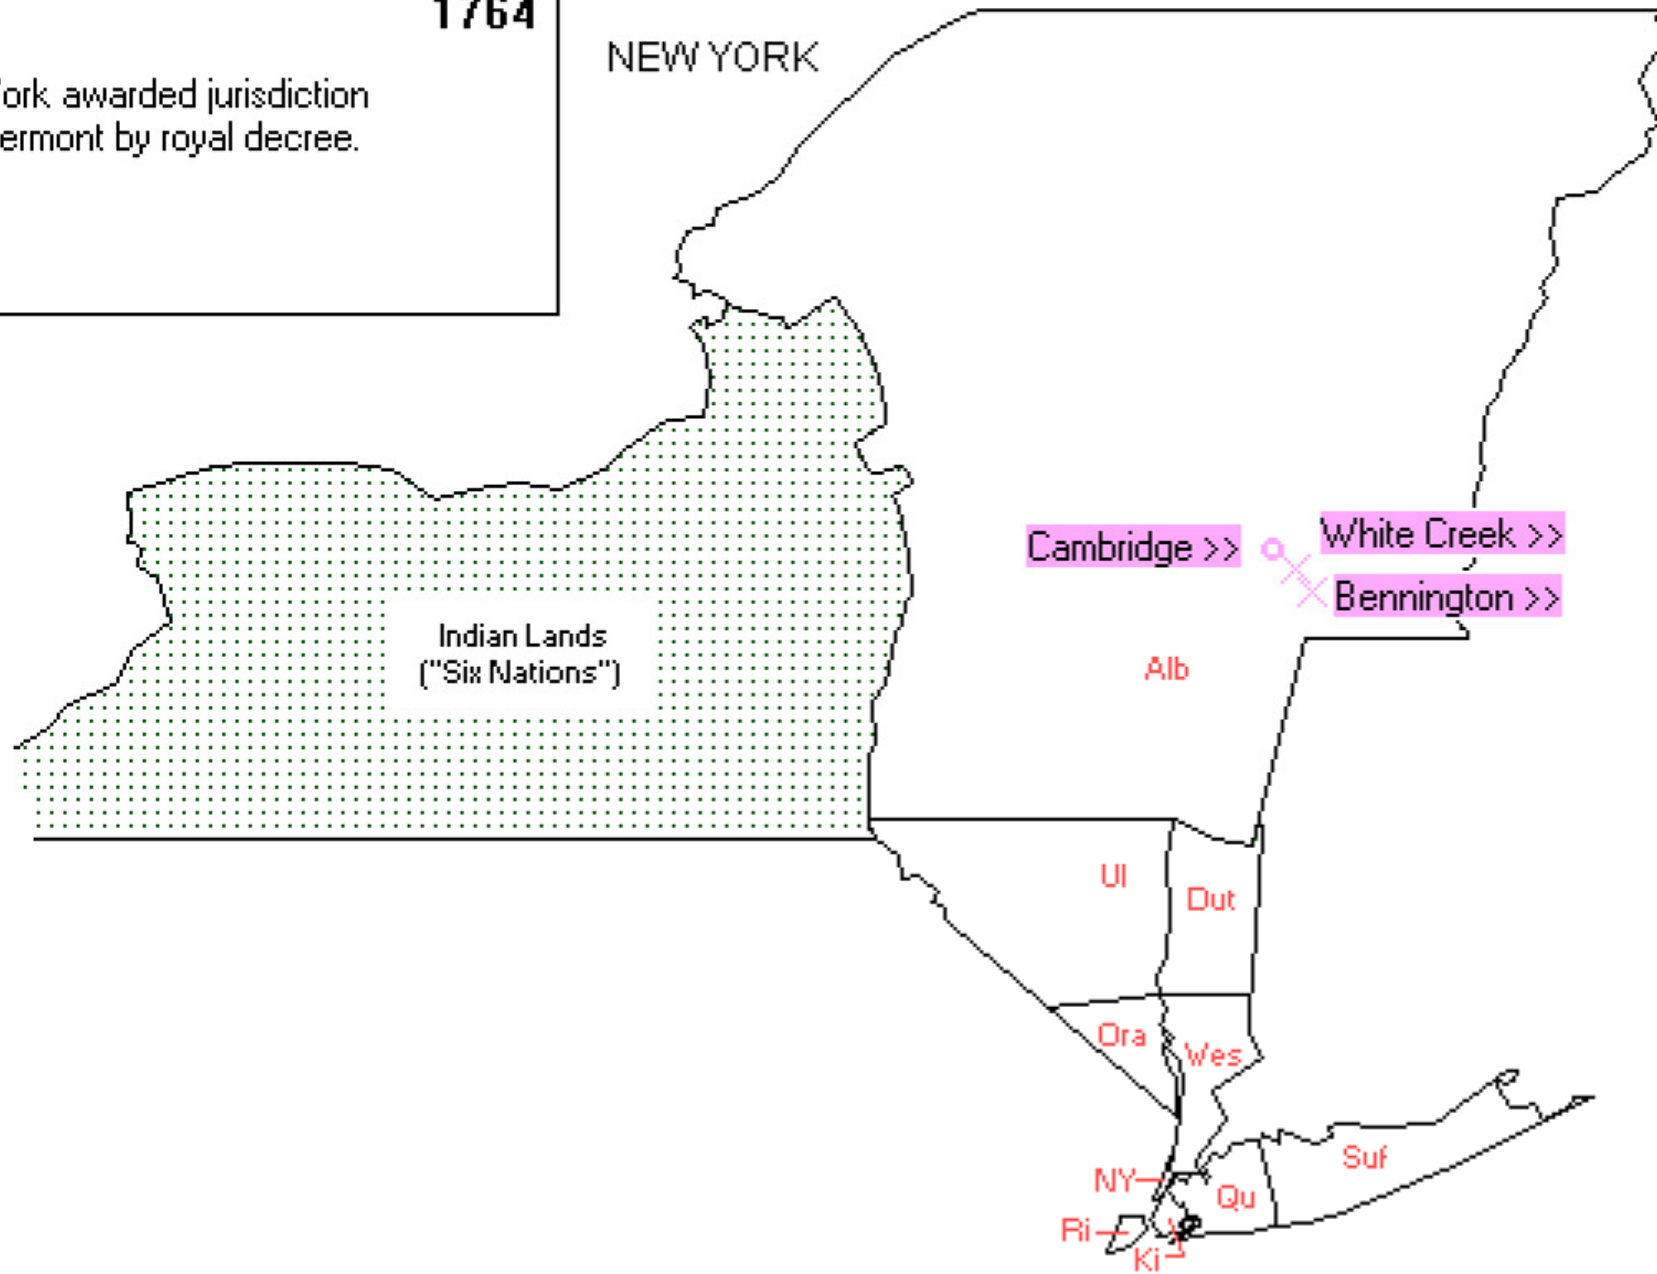 1764
ork awarded jurisdiction
ermont by royal decree.
NEW YORK
Cambridge >>
White Creek >>
Bennington >>
Indian Lands
("Six Nations")
Alb
Ul
Dut
Ora
Wes
Suf
NY
Qu
Ri
Ki